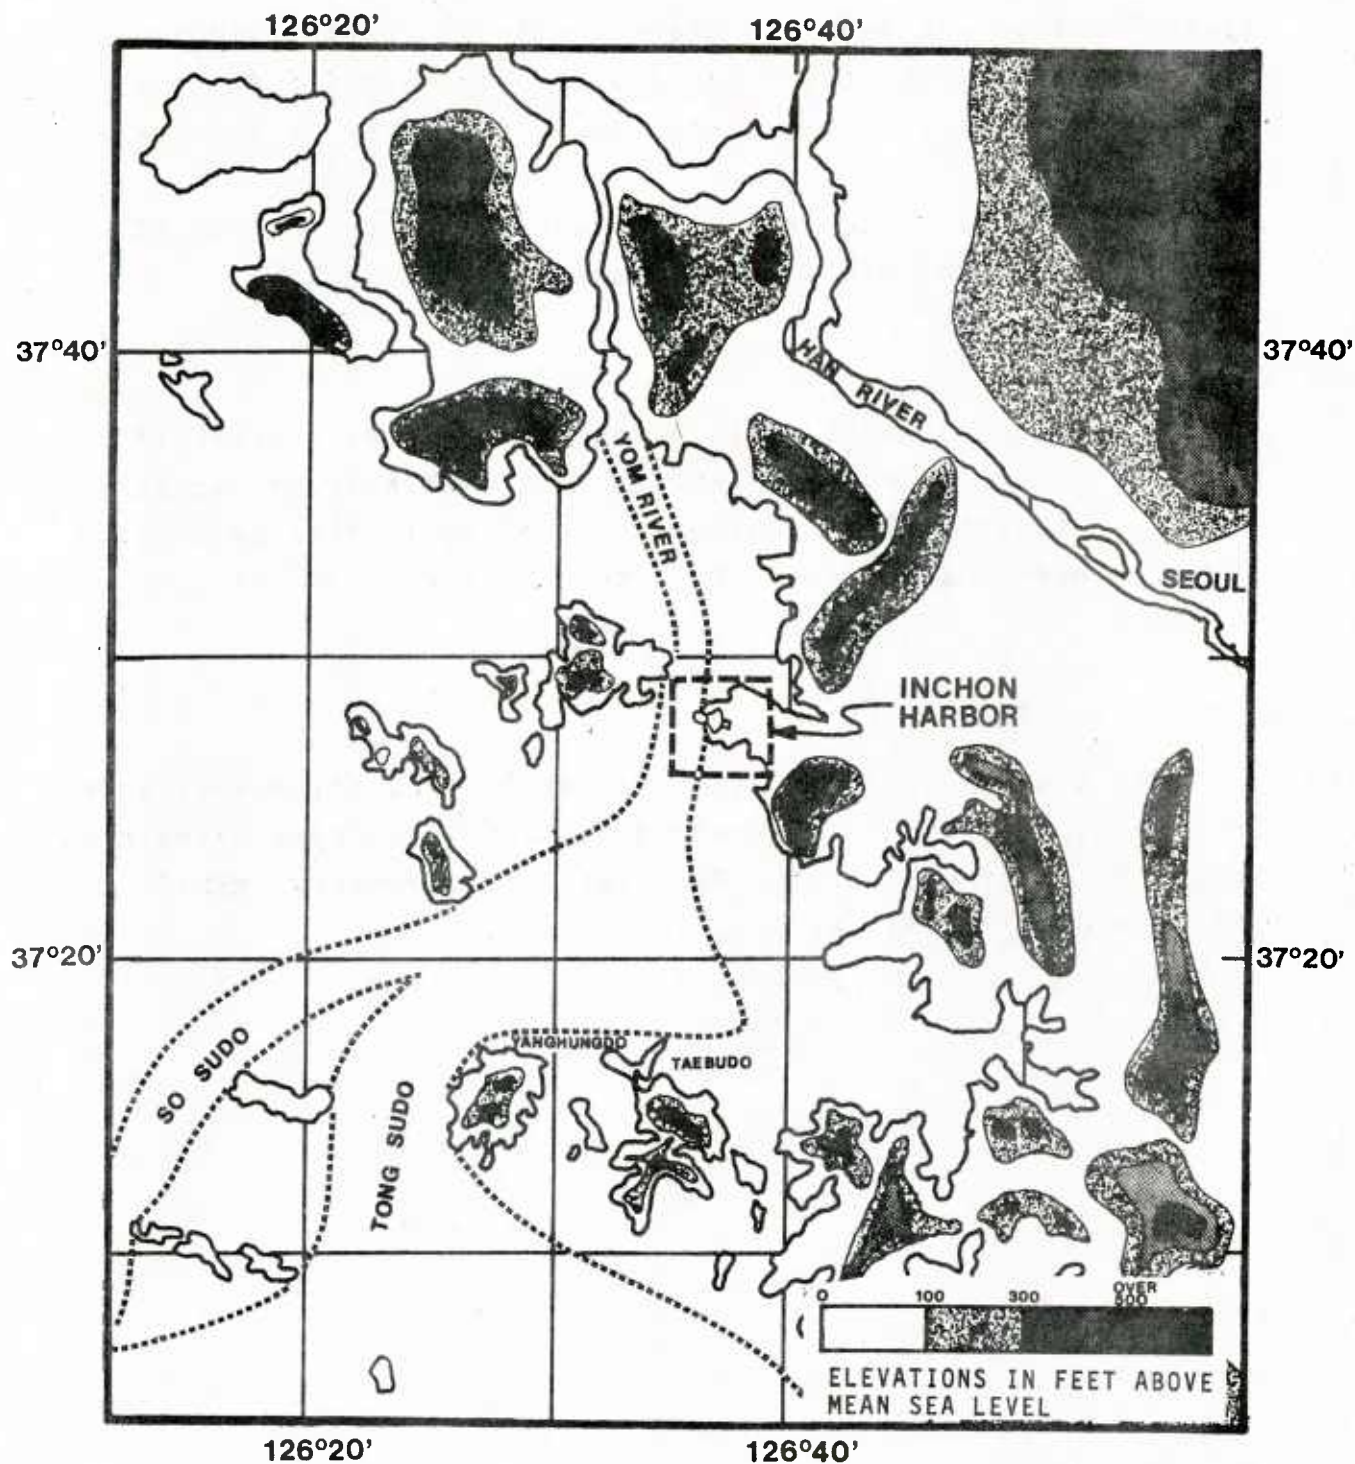 126°20'
126°40'
37°40'
37°40'
HAN RIVER
YOM RIVER
SEOUL
INCHON
HARBOR
37°20'
37°20'
SO SUDO
TONG SUDO
YANGHUNGDO
TAEBUDO
0 100 300 OVER
500
ELEVATIONS IN FEET ABOVE
MEAN SEA LEVEL
126°20'
126°40'